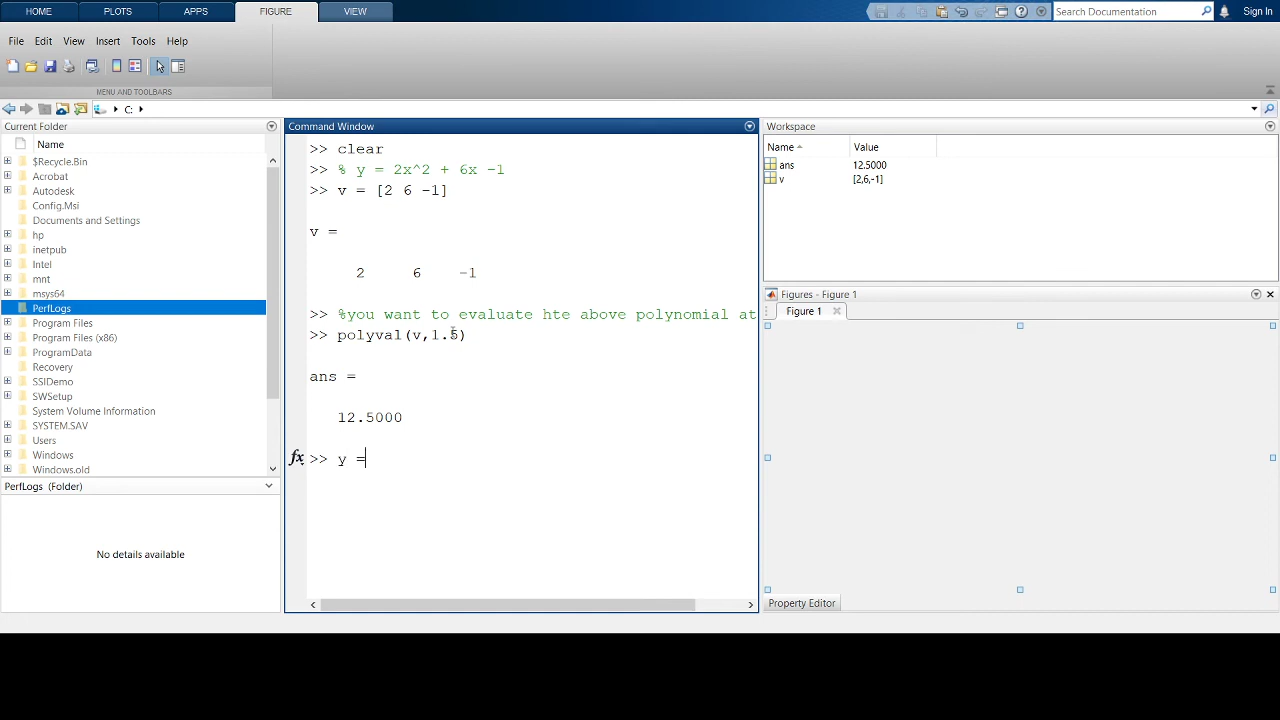 HOME PLOTS APPS FIGURE VIEW Search Documentation Sign In
File Edit View Insert Tools Help
MENU AND TOOLBARS
C:
Current Folder
Name
$Recycle.Bin
Acrobat
Autodesk
Config.Msi
Documents and Settings
hp
inetpub
Intel
mnt
msys64
PerfLogs
Program Files
Program Files (x86)
ProgramData
Recovery
SSIDemo
SWSetup
System Volume Information
SYSTEM.SAV
Users
Windows
Windows.old
PerfLogs (Folder)
No details available
Command Window
>> clear
>> % y = 2x^2 + 6x -1
>> v = [2 6 -1]
v =
2 6 -1
>> %you want to evaluate hte above polynomial at
>> polyval(v,1.5)
ans =
12.5000
fx >> y =
Workspace
Name Value
ans 12.5000
v [2,6,-1]
Figures - Figure 1
Figure 1
Property Editor